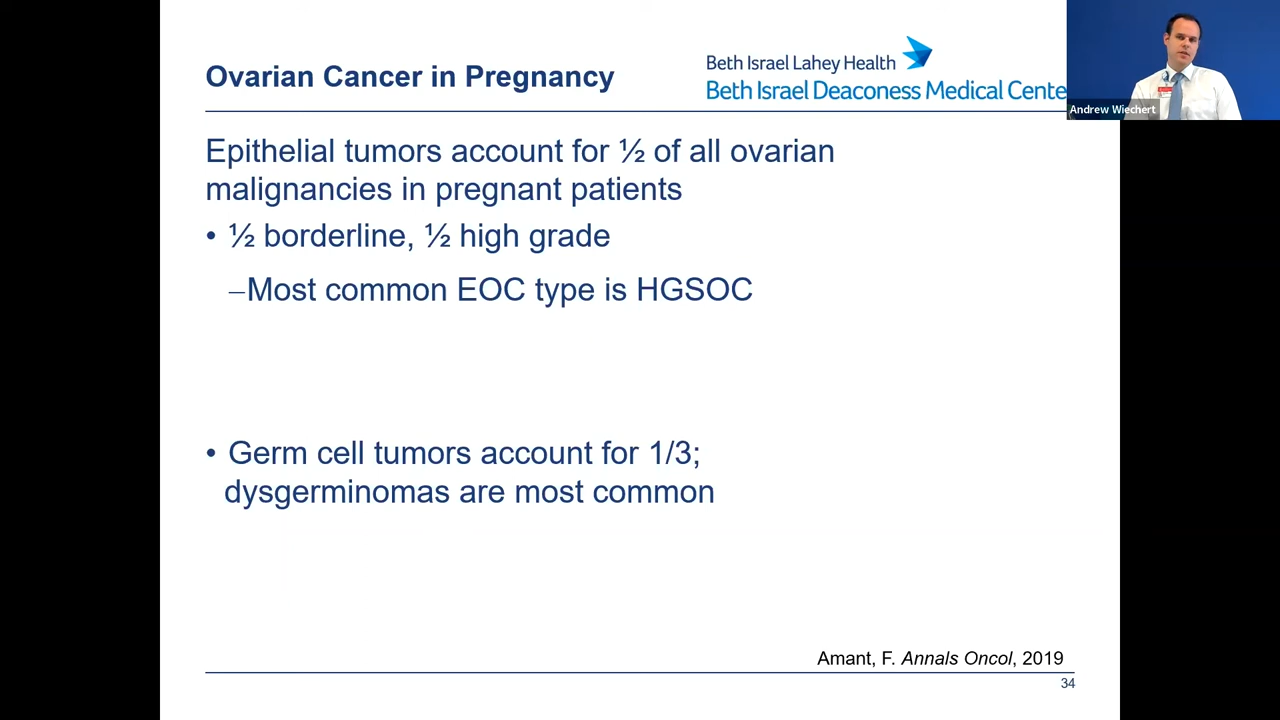 Ovarian Cancer in Pregnancy
Beth Israel Lahey Health
Beth Israel Deaconess Medical Cente
Andrew Wiechert
Epithelial tumors account for ½ of all ovarian
malignancies in pregnant patients
• ½ borderline, ½ high grade
–Most common EOC type is HGSOC
• Germ cell tumors account for 1/3;
dysgerminomas are most common
Amant, F. Annals Oncol, 2019
34